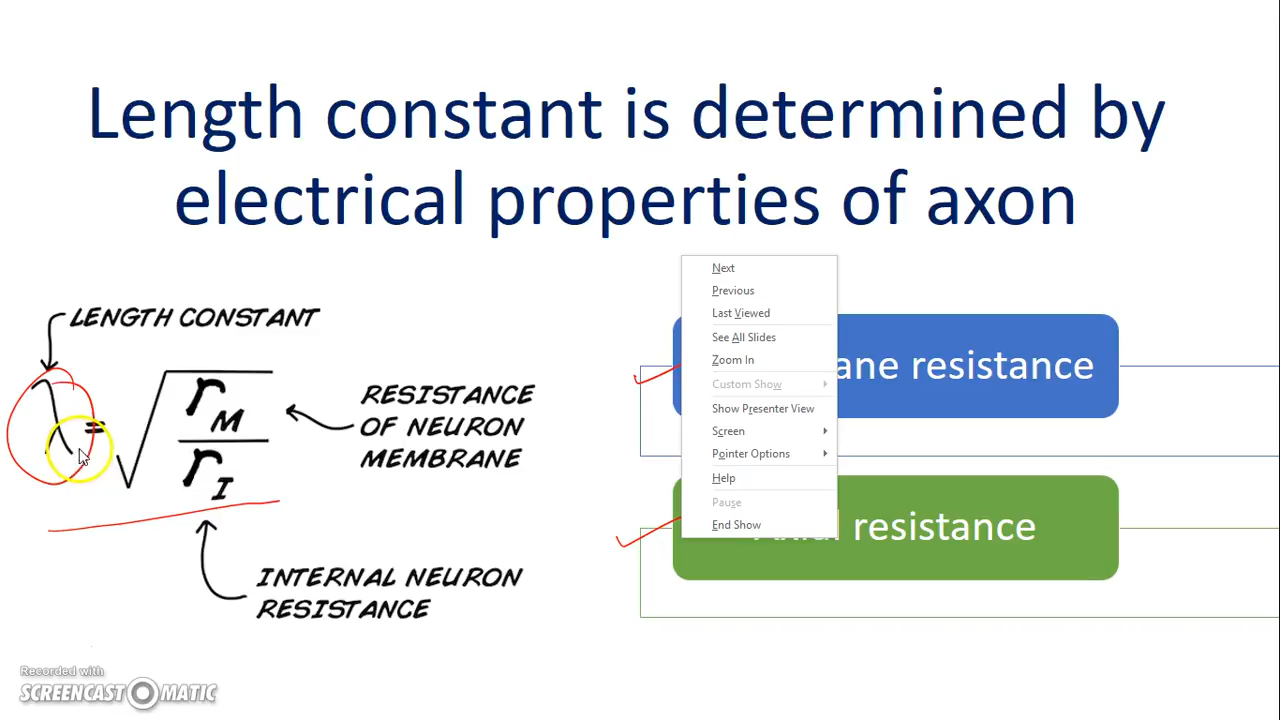 Length constant is determined by
electrical properties of axon
LENGTH CONSTANT
λ = √ r M
r I
RESISTANCE
OF NEURON
MEMBRANE
INTERNAL NEURON
RESISTANCE
ane resistance
resistance
Next
Previous
Last Viewed
See All Slides
Zoom In
Custom Show
Show Presenter View
Screen
Pointer Options
Help
Pause
End Show
Recorded with
SCREENCAST MATIC